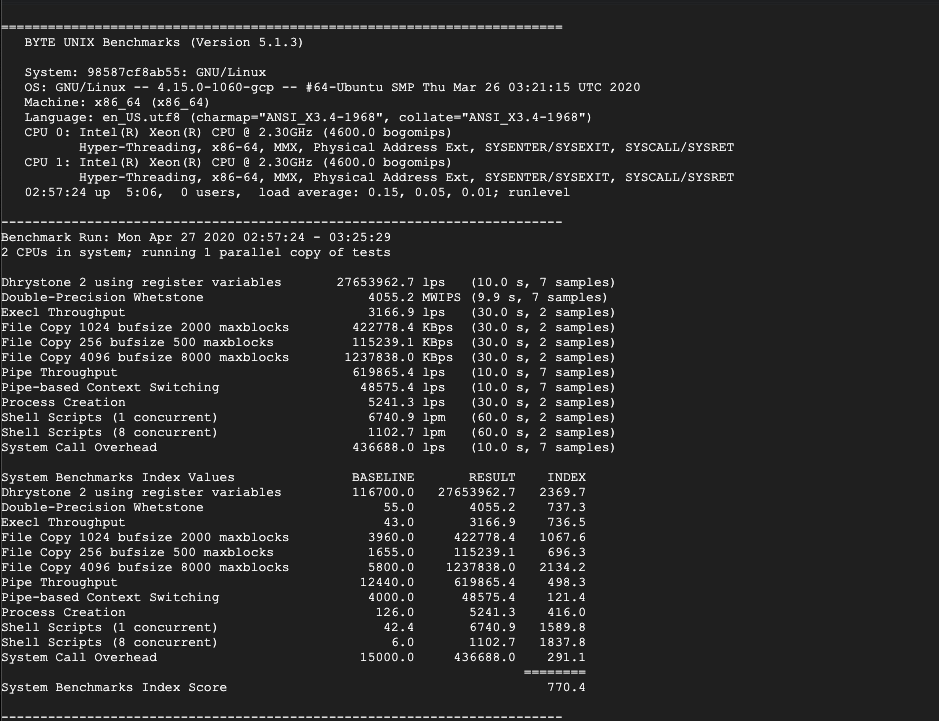 ========================================================================
   BYTE UNIX Benchmarks (Version 5.1.3)

   System: 98587cf8ab55: GNU/Linux
   OS: GNU/Linux -- 4.15.0-1060-gcp -- #64-Ubuntu SMP Thu Mar 26 03:21:15 UTC 2020
   Machine: x86_64 (x86_64)
   Language: en_US.utf8 (charmap="ANSI_X3.4-1968", collate="ANSI_X3.4-1968")
   CPU 0: Intel(R) Xeon(R) CPU @ 2.30GHz (4600.0 bogomips)
          Hyper-Threading, x86-64, MMX, Physical Address Ext, SYSENTER/SYSEXIT, SYSCALL/SYSRET
   CPU 1: Intel(R) Xeon(R) CPU @ 2.30GHz (4600.0 bogomips)
          Hyper-Threading, x86-64, MMX, Physical Address Ext, SYSENTER/SYSEXIT, SYSCALL/SYSRET
   02:57:24 up  5:06,  0 users,  load average: 0.15, 0.05, 0.01; runlevel

------------------------------------------------------------------------
Benchmark Run: Mon Apr 27 2020 02:57:24 - 03:25:29
2 CPUs in system; running 1 parallel copy of tests

Dhrystone 2 using register variables       27653962.7 lps   (10.0 s, 7 samples)
Double-Precision Whetstone                     4055.2 MWIPS (9.9 s, 7 samples)
Execl Throughput                               3166.9 lps   (30.0 s, 2 samples)
File Copy 1024 bufsize 2000 maxblocks        422778.4 KBps  (30.0 s, 2 samples)
File Copy 256 bufsize 500 maxblocks          115239.1 KBps  (30.0 s, 2 samples)
File Copy 4096 bufsize 8000 maxblocks       1237838.0 KBps  (30.0 s, 2 samples)
Pipe Throughput                              619865.4 lps   (10.0 s, 7 samples)
Pipe-based Context Switching                  48575.4 lps   (10.0 s, 7 samples)
Process Creation                               5241.3 lps   (30.0 s, 2 samples)
Shell Scripts (1 concurrent)                   6740.9 lpm   (60.0 s, 2 samples)
Shell Scripts (8 concurrent)                   1102.7 lpm   (60.0 s, 2 samples)
System Call Overhead                         436688.0 lps   (10.0 s, 7 samples)

System Benchmarks Index Values               BASELINE       RESULT    INDEX
Dhrystone 2 using register variables         116700.0   27653962.7   2369.7
Double-Precision Whetstone                       55.0       4055.2    737.3
Execl Throughput                                 43.0       3166.9    736.5
File Copy 1024 bufsize 2000 maxblocks          3960.0     422778.4   1067.6
File Copy 256 bufsize 500 maxblocks            1655.0     115239.1    696.3
File Copy 4096 bufsize 8000 maxblocks          5800.0    1237838.0   2134.2
Pipe Throughput                               12440.0     619865.4    498.3
Pipe-based Context Switching                   4000.0      48575.4    121.4
Process Creation                                126.0       5241.3    416.0
Shell Scripts (1 concurrent)                     42.4       6740.9   1589.8
Shell Scripts (8 concurrent)                      6.0       1102.7   1837.8
System Call Overhead                          15000.0     436688.0    291.1
                                                                   ========
System Benchmarks Index Score                                         770.4

------------------------------------------------------------------------